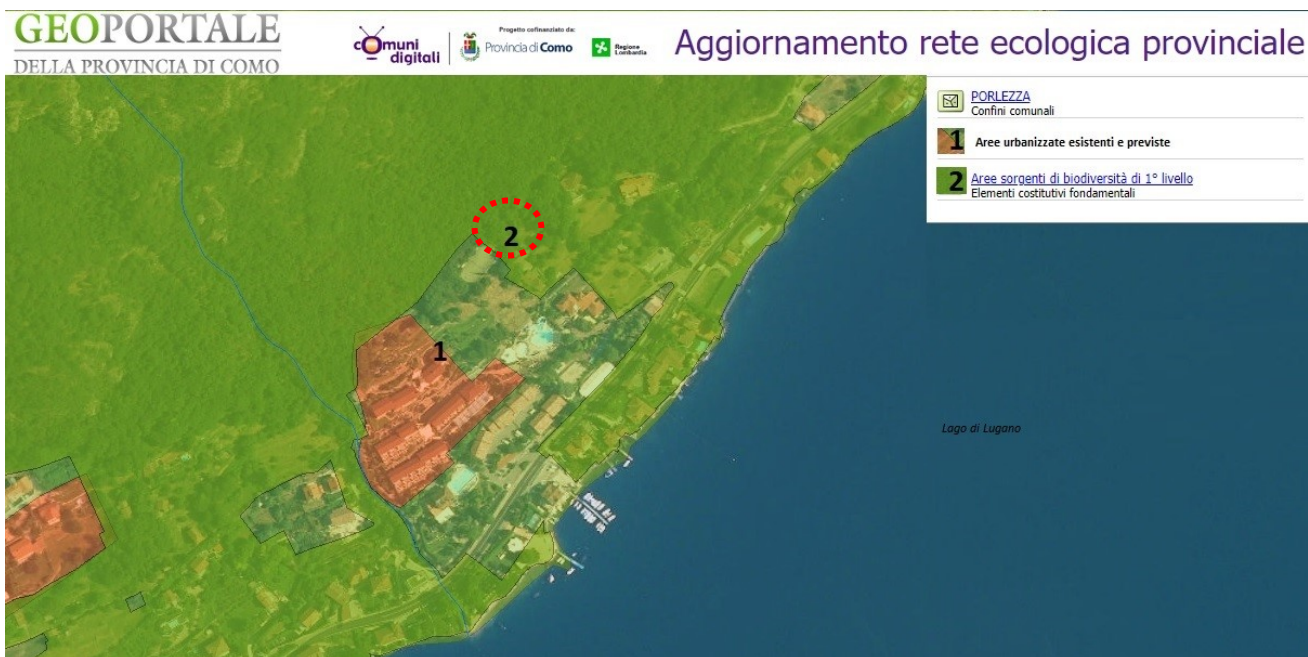 GEOPORTALE
DELLA PROVINCIA DI COMO
cOmuni
digitali
Progetto cofinanziato da:
Provincia di Como
Regione
Lombardia
Aggiornamento rete ecologica provinciale
PORLEZZA
Confini comunali
1 Aree urbanizzate esistenti e previste
2 Aree sorgenti di biodiversità di 1° livello
Elementi costitutivi fondamentali
2
1
Lago di Lugano